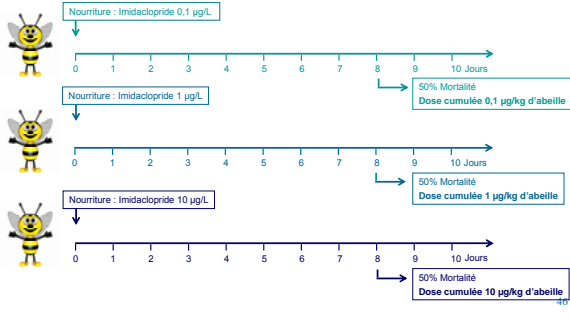 Nourriture : Imidaclopride 0,1 µg/L
0 1 2 3 4 5 6 7 8 9 10 Jours
50% Mortalité
Dose cumulée 0,1 µg/kg d'abeille
Nourriture : Imidaclopride 1 µg/L
0 1 2 3 4 5 6 7 8 9 10 Jours
50% Mortalité
Dose cumulée 1 µg/kg d'abeille
Nourriture : Imidaclopride 10 µg/L
0 1 2 3 4 5 6 7 8 9 10 Jours
50% Mortalité
Dose cumulée 10 µg/kg d'abeille
46